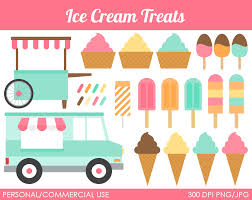 Ice Cream Treats
PERSONAL/COMMERCIAL USE
300 DPI PNG/JPG